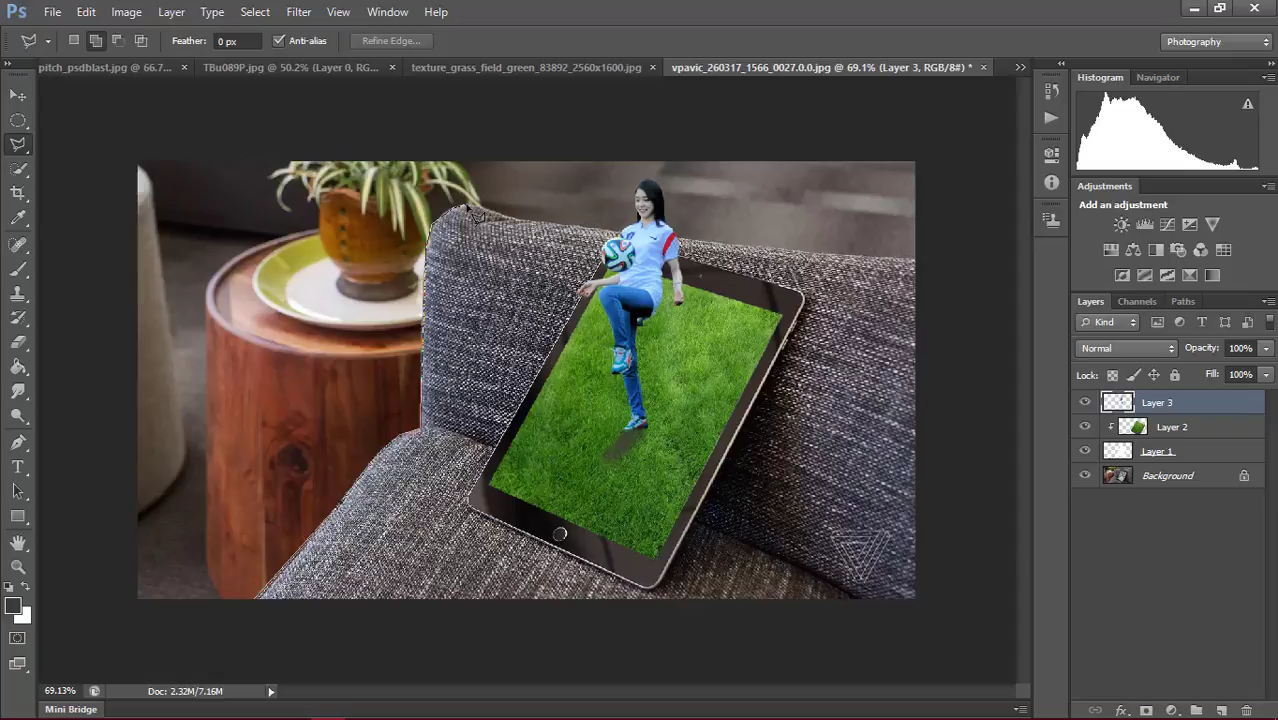 Ps File Edit Image Layer Type Select Filter View Window Help
Feather: 0 px Anti-alias Refine Edge... Photography
pitch_psdblast.jpg @ 66.7... × TBu089P.jpg @ 50.2% (Layer 0, RG... × texture_grass_field_green_83892_2560x1600.jpg × vpavic_260317_1566_0027.0.0.jpg @ 69.1% (Layer 3, RGB/8#) * ×
Histogram Navigator
Adjustments
Add an adjustment
Layers Channels Paths
Kind
Normal Opacity: 100%
Lock: Fill: 100%
Layer 3
Layer 2
Layer 1
Background
69.13% Doc: 2.32M/7.16M
Mini Bridge